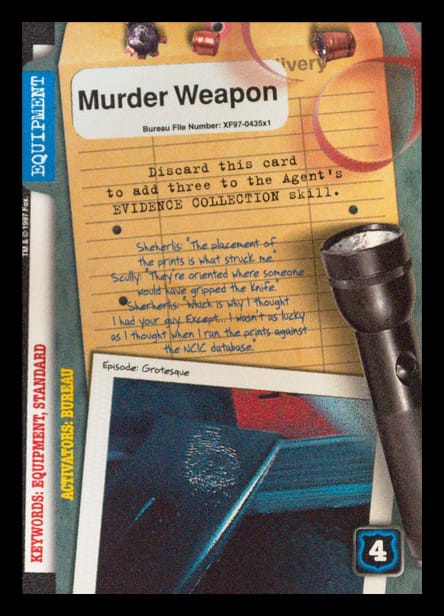 livery
Murder Weapon
Bureau File Number: XF97-0435x1
Discard this card
to add three to the Agent's
EVIDENCE COLLECTION skill.
Sheherlis: "The placement of
the prints is what struck me."
Scully: "They're oriented where someone
would have gripped the knife."
Sherherlis: "Which is why I thought
I had your guy. Except... I wasn't as lucky
as I thought when I ran the prints against
the NCIC database."
Episode: Grotesque
EQUIPMENT
TM & © 1997 Fox.
KEYWORDS: EQUIPMENT, STANDARD
ACTIVATORS: BUREAU
4